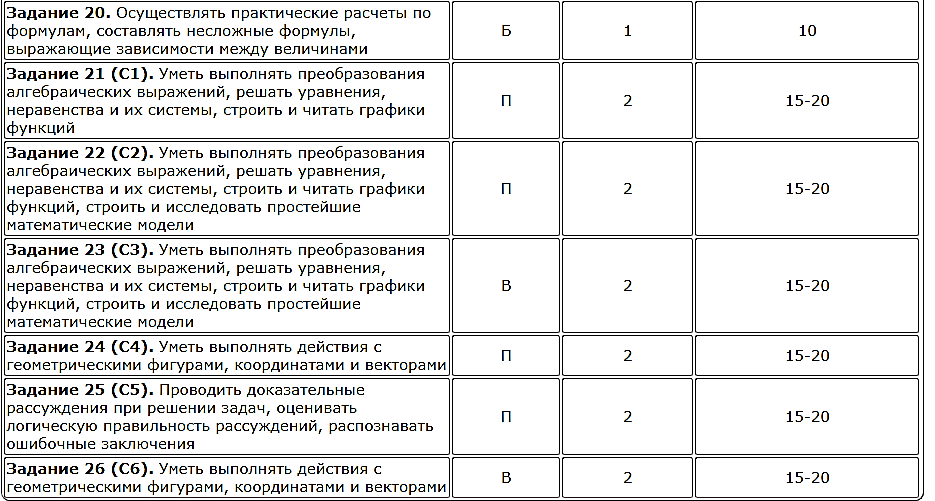 Задание 20. Осуществлять практические расчеты по
формулам, составлять несложные формулы,
выражающие зависимости между величинами
Б
1
10
Задание 21 (С1). Уметь выполнять преобразования
алгебраических выражений, решать уравнения,
неравенства и их системы, строить и читать графики
функций
П
2
15-20
Задание 22 (С2). Уметь выполнять преобразования
алгебраических выражений, решать уравнения,
неравенства и их системы, строить и читать графики
функций, строить и исследовать простейшие
математические модели
П
2
15-20
Задание 23 (С3). Уметь выполнять преобразования
алгебраических выражений, решать уравнения,
неравенства и их системы, строить и читать графики
функций, строить и исследовать простейшие
математические модели
В
2
15-20
Задание 24 (С4). Уметь выполнять действия с
геометрическими фигурами, координатами и векторами
П
2
15-20
Задание 25 (С5). Проводить доказательные
рассуждения при решении задач, оценивать
логическую правильность рассуждений, распознавать
ошибочные заключения
П
2
15-20
Задание 26 (С6). Уметь выполнять действия с
геометрическими фигурами, координатами и векторами
В
2
15-20